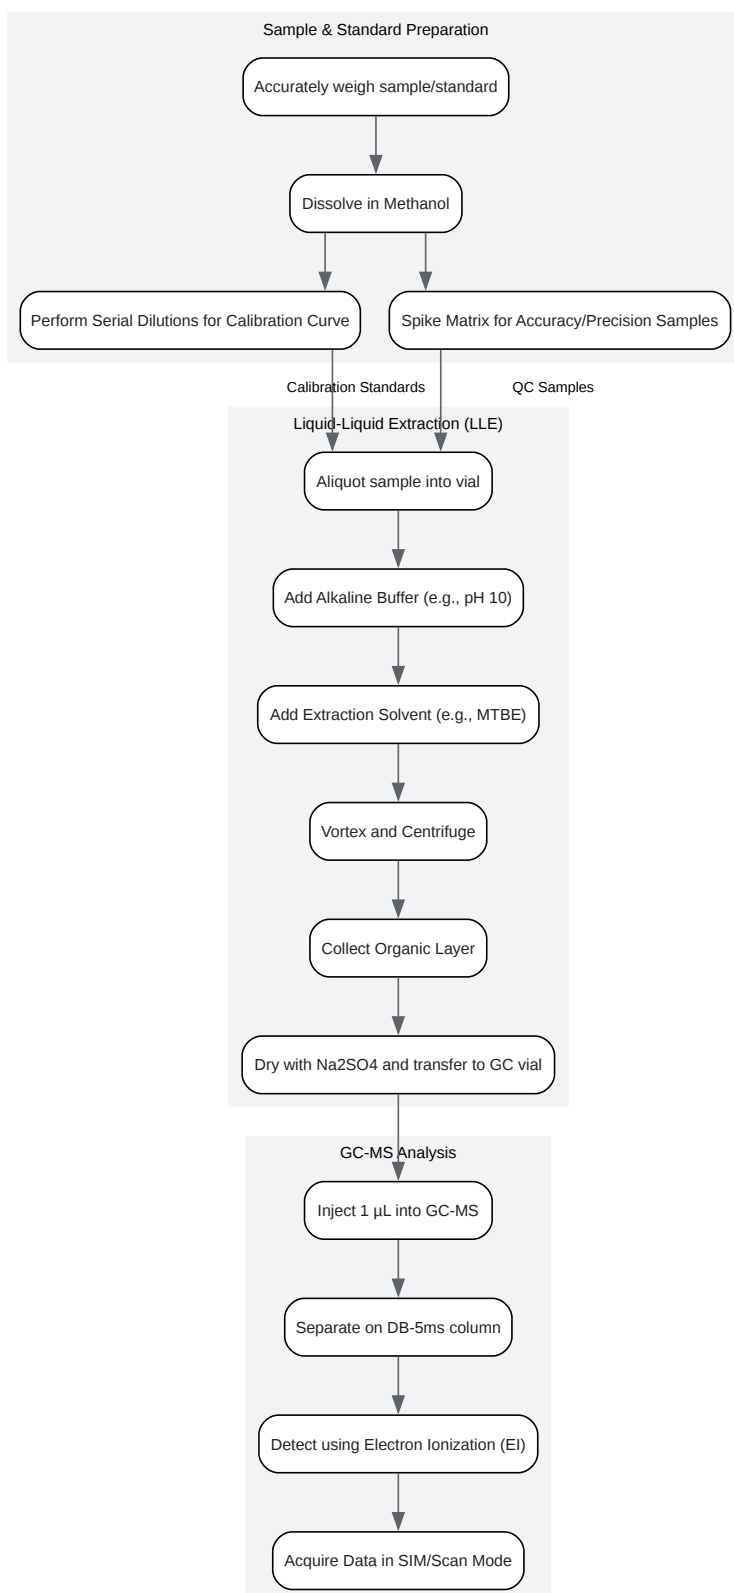 Sample & Standard Preparation
Accurately weigh sample/standard
Dissolve in Methanol
Perform Serial Dilutions for Calibration Curve
Spike Matrix for Accuracy/Precision Samples
Calibration Standards
QC Samples
Liquid-Liquid Extraction (LLE)
Aliquot sample into vial
Add Alkaline Buffer (e.g., pH 10)
Add Extraction Solvent (e.g., MTBE)
Vortex and Centrifuge
Collect Organic Layer
Dry with Na2SO4 and transfer to GC vial
GC-MS Analysis
Inject 1 µL into GC-MS
Separate on DB-5ms column
Detect using Electron Ionization (EI)
Acquire Data in SIM/Scan Mode